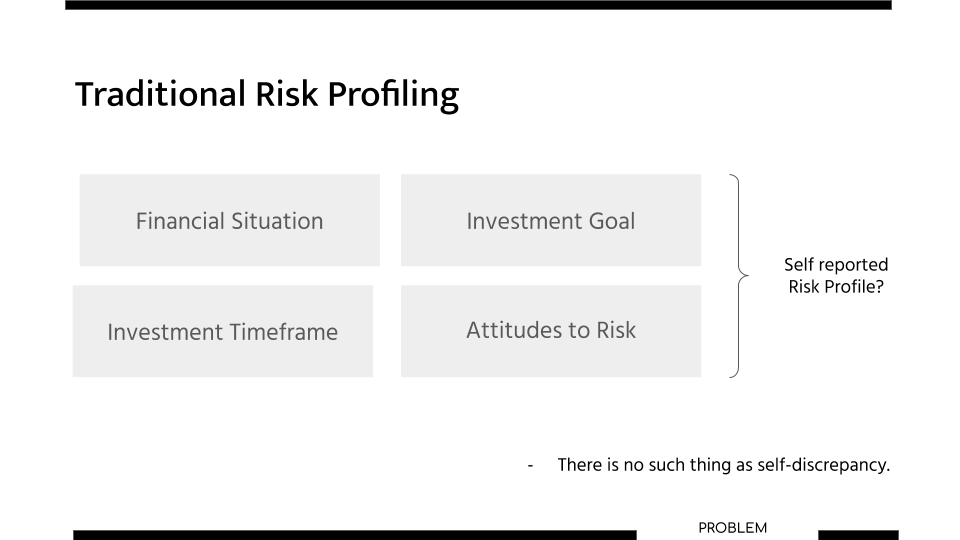 Traditional Risk Profiling
Financial Situation
Investment Goal
Investment Timeframe
Attitudes to Risk
Self reported
Risk Profile?
- There is no such thing as self-discrepancy.
PROBLEM